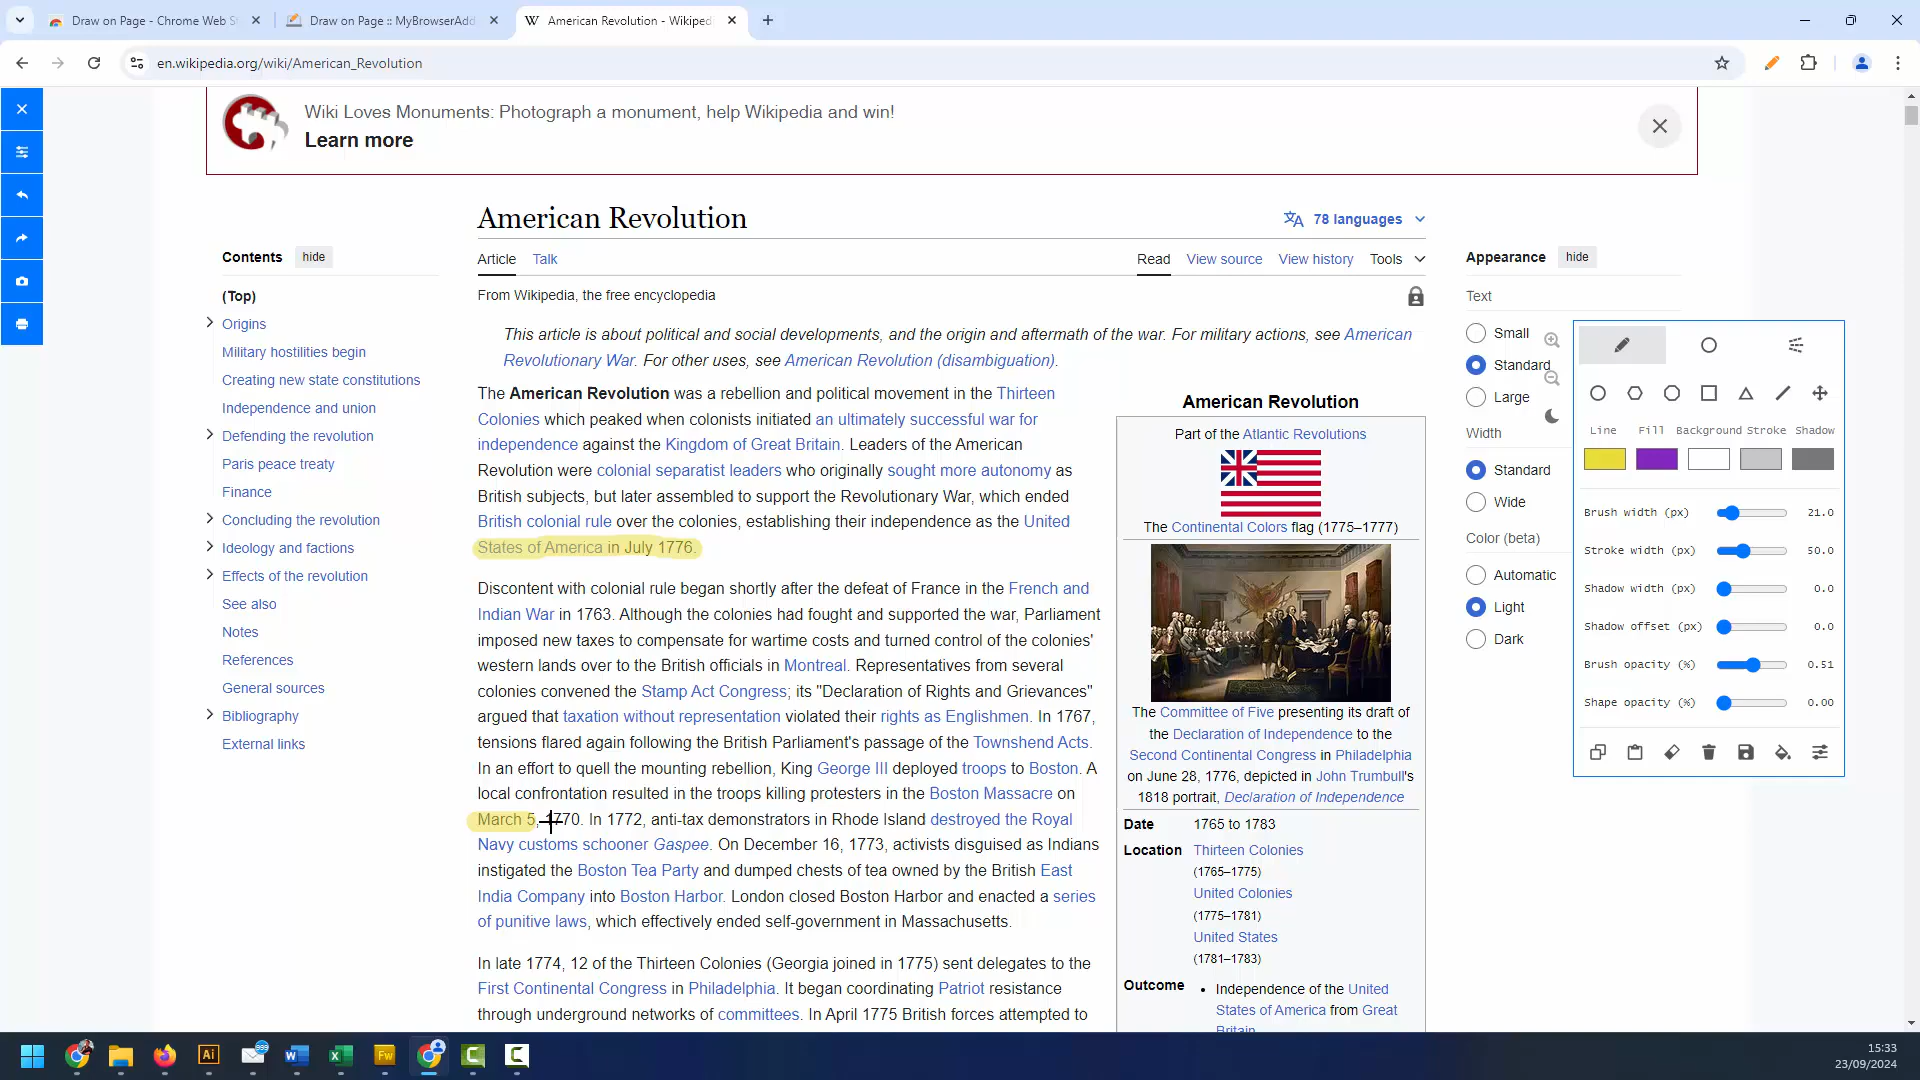 Draw on Page - Chrome Web S
Draw on Page :: MyBrowserAdd
American Revolution - Wikiped
en.wikipedia.org/wiki/American_Revolution
Wiki Loves Monuments: Photograph a monument, help Wikipedia and win!
Learn more
American Revolution
78 languages
Contents hide
Article Talk
Read View source View history Tools
Appearance hide
From Wikipedia, the free encyclopedia
(Top)
Origins
Military hostilities begin
Creating new state constitutions
Independence and union
Defending the revolution
Paris peace treaty
Finance
Concluding the revolution
Ideology and factions
Effects of the revolution
See also
Notes
References
General sources
Bibliography
External links
This article is about political and social developments, and the origin and aftermath of the war. For military actions, see American
Revolutionary War. For other uses, see American Revolution (disambiguation).
The American Revolution was a rebellion and political movement in the Thirteen
Colonies which peaked when colonists initiated an ultimately successful war for
independence against the Kingdom of Great Britain. Leaders of the American
Revolution were colonial separatist leaders who originally sought more autonomy as
British subjects, but later assembled to support the Revolutionary War, which ended
British colonial rule over the colonies, establishing their independence as the United
States of America in July 1776.
Discontent with colonial rule began shortly after the defeat of France in the French and
Indian War in 1763. Although the colonies had fought and supported the war, Parliament
imposed new taxes to compensate for wartime costs and turned control of the colonies'
western lands over to the British officials in Montreal. Representatives from several
colonies convened the Stamp Act Congress; its "Declaration of Rights and Grievances"
argued that taxation without representation violated their rights as Englishmen. In 1767,
tensions flared again following the British Parliament's passage of the Townshend Acts.
In an effort to quell the mounting rebellion, King George III deployed troops to Boston. A
local confrontation resulted in the troops killing protesters in the Boston Massacre on
March 5, 1770. In 1772, anti-tax demonstrators in Rhode Island destroyed the Royal
Navy customs schooner Gaspee. On December 16, 1773, activists disguised as Indians
instigated the Boston Tea Party and dumped chests of tea owned by the British East
India Company into Boston Harbor. London closed Boston Harbor and enacted a series
of punitive laws, which effectively ended self-government in Massachusetts.
In late 1774, 12 of the Thirteen Colonies (Georgia joined in 1775) sent delegates to the
First Continental Congress in Philadelphia. It began coordinating Patriot resistance
through underground networks of committees. In April 1775 British forces attempted to
American Revolution
Part of the Atlantic Revolutions
The Continental Colors flag (1775–1777)
The Committee of Five presenting its draft of
the Declaration of Independence to the
Second Continental Congress in Philadelphia
on June 28, 1776, depicted in John Trumbull's
1818 portrait, Declaration of Independence
Date 1765 to 1783
Location Thirteen Colonies
(1765–1775)
United Colonies
(1775–1781)
United States
(1781–1783)
Outcome • Independence of the United
States of America from Great
Britain
Text
Small
Standard
Large
Width
Standard
Wide
Color (beta)
Automatic
Light
Dark
Line Fill Background Stroke Shadow
Brush width (px) 21.0
Stroke width (px) 50.0
Shadow width (px) 0.0
Shadow offset (px) 0.0
Brush opacity (%) 0.51
Shape opacity (%) 0.00
Ai
Fw
15:33
23/09/2024